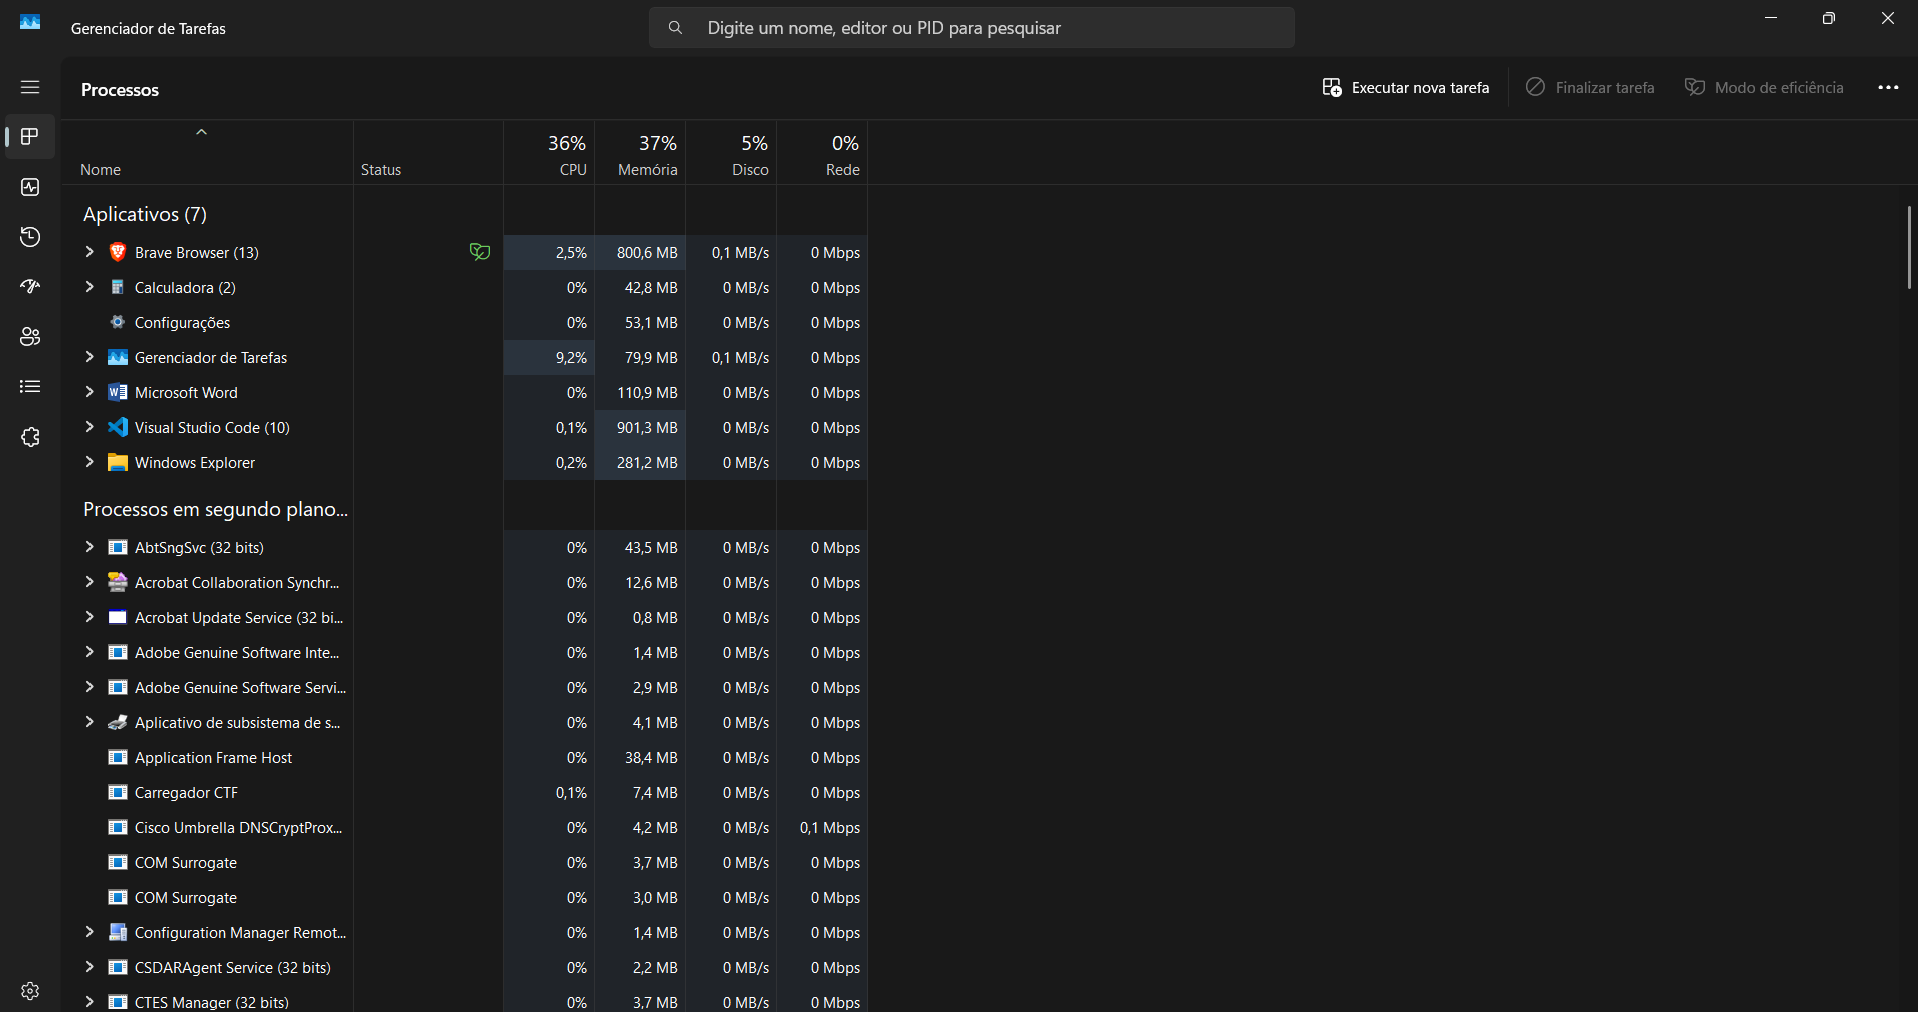 Gerenciador de Tarefas
Digite um nome, editor ou PID para pesquisar
Processos
Executar nova tarefa
Finalizar tarefa
Modo de eficiência
36% 37% 5% 0%
Nome Status CPU Memória Disco Rede
Aplicativos (7)
Brave Browser (13) 2,5% 800,6 MB 0,1 MB/s 0 Mbps
Calculadora (2) 0% 42,8 MB 0 MB/s 0 Mbps
Configurações 0% 53,1 MB 0 MB/s 0 Mbps
Gerenciador de Tarefas 9,2% 79,9 MB 0,1 MB/s 0 Mbps
Microsoft Word 0% 110,9 MB 0 MB/s 0 Mbps
Visual Studio Code (10) 0,1% 901,3 MB 0 MB/s 0 Mbps
Windows Explorer 0,2% 281,2 MB 0 MB/s 0 Mbps
Processos em segundo plano...
AbtSngSvc (32 bits) 0% 43,5 MB 0 MB/s 0 Mbps
Acrobat Collaboration Synchr... 0% 12,6 MB 0 MB/s 0 Mbps
Acrobat Update Service (32 bi... 0% 0,8 MB 0 MB/s 0 Mbps
Adobe Genuine Software Inte... 0% 1,4 MB 0 MB/s 0 Mbps
Adobe Genuine Software Servi... 0% 2,9 MB 0 MB/s 0 Mbps
Aplicativo de subsistema de s... 0% 4,1 MB 0 MB/s 0 Mbps
Application Frame Host 0% 38,4 MB 0 MB/s 0 Mbps
Carregador CTF 0,1% 7,4 MB 0 MB/s 0 Mbps
Cisco Umbrella DNSCryptProx... 0% 4,2 MB 0 MB/s 0,1 Mbps
COM Surrogate 0% 3,7 MB 0 MB/s 0 Mbps
COM Surrogate 0% 3,0 MB 0 MB/s 0 Mbps
Configuration Manager Remot... 0% 1,4 MB 0 MB/s 0 Mbps
CSDARAgent Service (32 bits) 0% 2,2 MB 0 MB/s 0 Mbps
CTES Manager (32 bits) 0% 3,7 MB 0 MB/s 0 Mbps